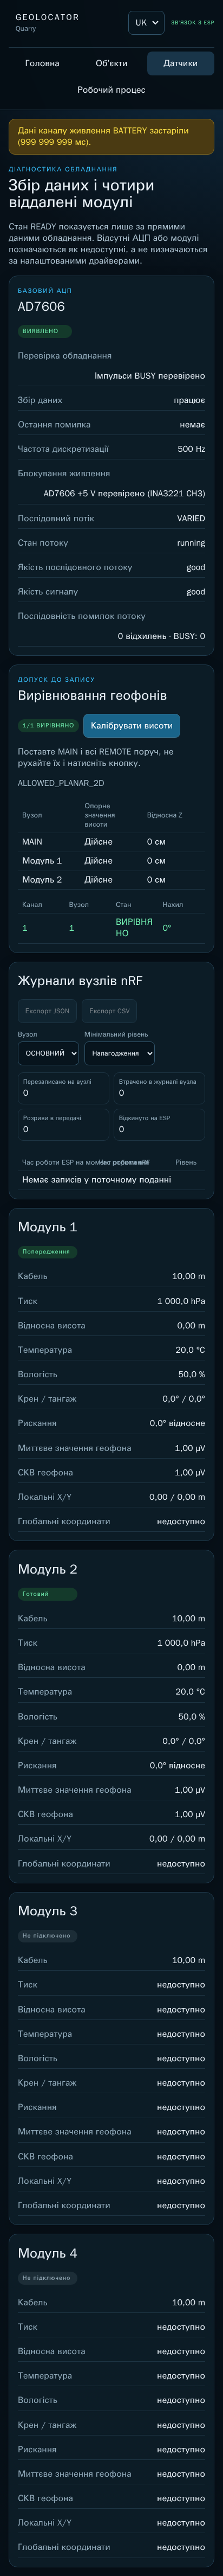 GEOLOCATOR
Quarry
UK
ЗВ'ЯЗОК З ESP
Головна
Об'єкти
Датчики
Робочий процес
Дані каналу живлення BATTERY застаріли
(999 999 999 мс).
ДІАГНОСТИКА ОБЛАДНАННЯ
Збір даних і чотири
віддалені модулі
Стан READY показується лише за прямими
даними обладнання. Відсутні АЦП або модулі
позначаються як недоступні, а не визначаються
за налаштованими драйверами.
БАЗОВИЙ АЦП
AD7606
ВИЯВЛЕНО
Перевірка обладнання
Імпульси BUSY перевірено
Збір даних
працює
Остання помилка
немає
Частота дискретизації
500 Hz
Блокування живлення
AD7606 +5 V перевірено (INA3221 CH3)
Послідовний потік
VARIED
Стан потоку
running
Якість послідовного потоку
good
Якість сигналу
good
Послідовність помилок потоку
0 відхилень · BUSY: 0
ДОПУСК ДО ЗАПИСУ
Вирівнювання геофонів
1/1 ВИРІВНЯНО
Калібрувати висоти
Поставте MAIN і всі REMOTE поруч, не
рухайте їх і натисніть кнопку.
ALLOWED_PLANAR_2D
Вузол
Опорне
значення
висоти
Відносна Z
MAIN
Дійсне
0 см
Модуль 1
Дійсне
0 см
Модуль 2
Дійсне
0 см
Канал
Вузол
Стан
Нахил
1
1
ВИРІВНЯ
НО
0°
Журнали вузлів nRF
Експорт JSON
Експорт CSV
Вузол
Мінімальний рівень
ОСНОВНИЙ
Налагодження
Перезаписано на вузлі
0
Втрачено в журналі вузла
0
Розриви в передачі
0
Відкинуто на ESP
0
Час роботи ESP на момент
Рівень
Немає записів у поточному поданні
Модуль 1
Попередження
Кабель
10,00 m
Тиск
1 000,0 hPa
Відносна висота
0,00 m
Температура
20,0 °C
Вологість
50,0 %
Крен / тангаж
0,0° / 0,0°
Рискання
0,0° відносне
Миттєве значення геофона
1,00 µV
СКВ геофона
1,00 µV
Локальні X/Y
0,00 / 0,00 m
Глобальні координати
недоступно
Модуль 2
Готовий
Кабель
10,00 m
Тиск
1 000,0 hPa
Відносна висота
0,00 m
Температура
20,0 °C
Вологість
50,0 %
Крен / тангаж
0,0° / 0,0°
Рискання
0,0° відносне
Миттєве значення геофона
1,00 µV
СКВ геофона
1,00 µV
Локальні X/Y
0,00 / 0,00 m
Глобальні координати
недоступно
Модуль 3
Не підключено
Кабель
10,00 m
Тиск
недоступно
Відносна висота
недоступно
Температура
недоступно
Вологість
недоступно
Крен / тангаж
недоступно
Рискання
недоступно
Миттєве значення геофона
недоступно
СКВ геофона
недоступно
Локальні X/Y
недоступно
Глобальні координати
недоступно
Модуль 4
Не підключено
Кабель
10,00 m
Тиск
недоступно
Відносна висота
недоступно
Температура
недоступно
Вологість
недоступно
Крен / тангаж
недоступно
Рискання
недоступно
Миттєве значення геофона
недоступно
СКВ геофона
недоступно
Локальні X/Y
недоступно
Глобальні координати
недоступно